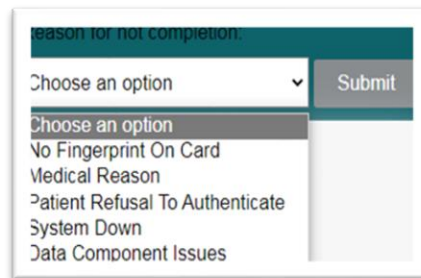 Reason for not completion:
Choose an option
Submit
Choose an option
No Fingerprint On Card
Medical Reason
Patient Refusal To Authenticate
System Down
Data Component Issues